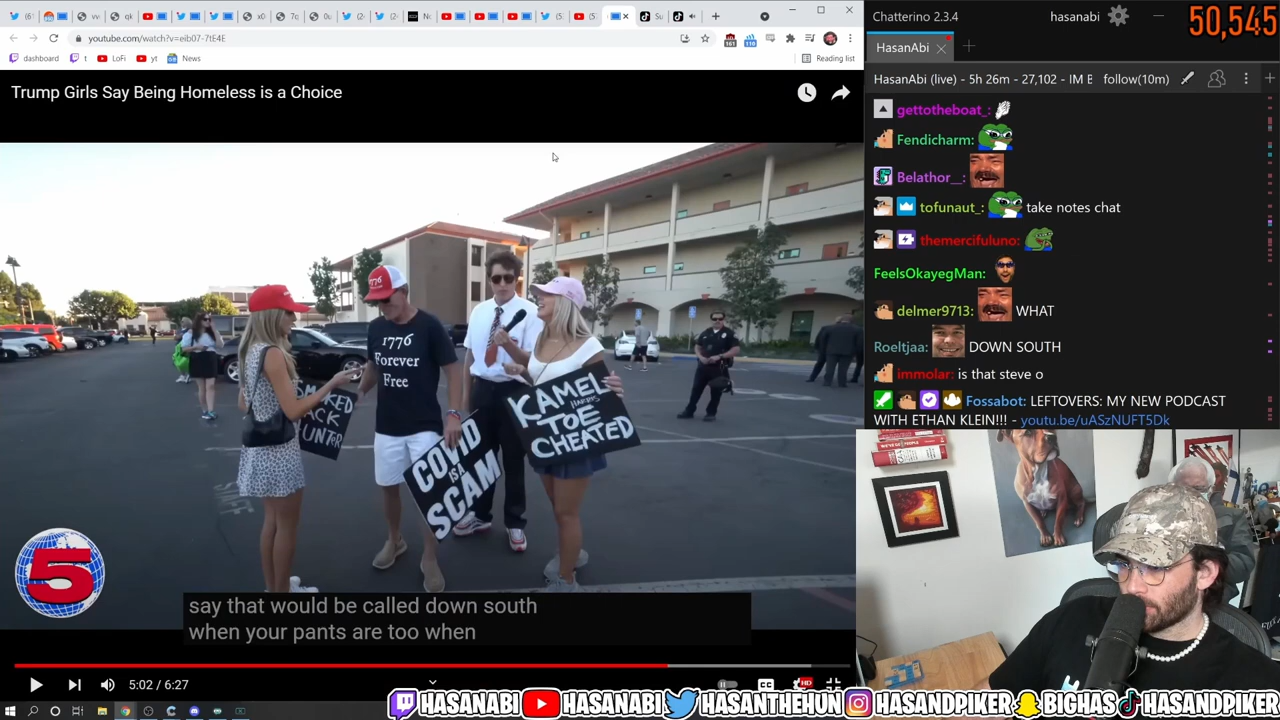 youtube.com/watch?v=eib07-7tE4E
dashboard
t
LoFi
yt
News
Reading list
Trump Girls Say Being Homeless is a Choice
1776
Forever
Free
COVID
IS A
SCAM
KAMEL
HARRIS
TOE
CHEATED
5
say that would be called down south
when your pants are too when
5:02 / 6:27
HD
Chatterino 2.3.4
hasanabi
50,545
HasanAbi
HasanAbi (live) - 5h 26m - 27,102 - IM B
follow(10m)
gettotheboat_:
Fendicharm:
Belathor__:
tofunaut_: take notes chat
themercifuluno:
FeelsOkayegMan:
delmer9713: WHAT
Roeltjaa: DOWN SOUTH
immolar: is that steve o
Fossabot: LEFTOVERS: MY NEW PODCAST
WITH ETHAN KLEIN!!! - youtu.be/uASzNUFT5Dk
HASANABI HASANABI HASANTHEHUN HASANDPIKER BIGHAS HASANDPIKER